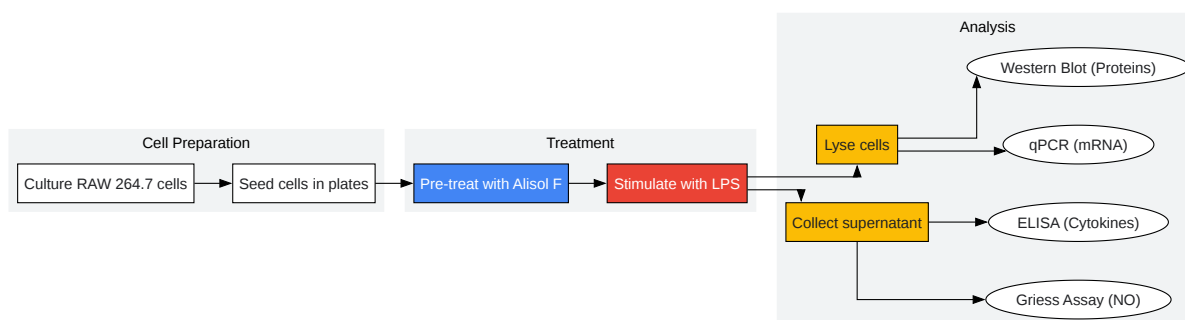 Cell Preparation
Culture RAW 264.7 cells
Seed cells in plates
Treatment
Pre-treat with Alisol F
Stimulate with LPS
Analysis
Lyse cells
Collect supernatant
Western Blot (Proteins)
qPCR (mRNA)
ELISA (Cytokines)
Griess Assay (NO)